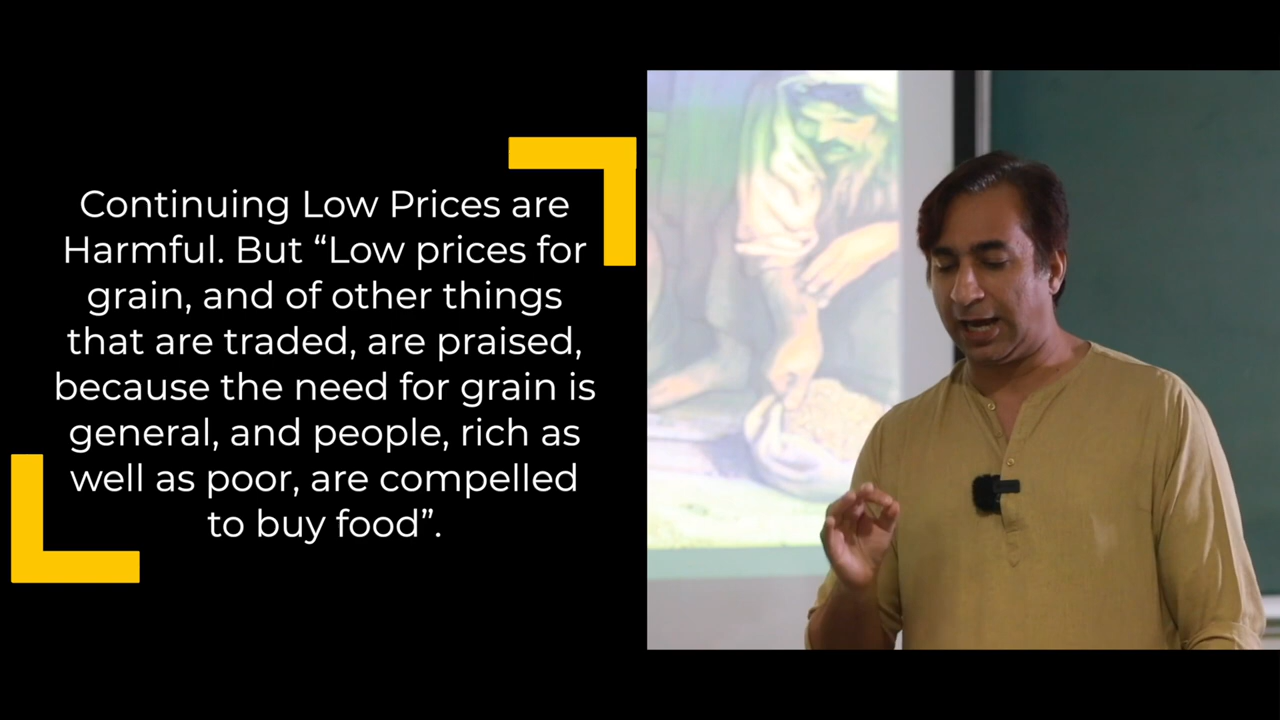 Continuing Low Prices are
Harmful. But “Low prices for
grain, and of other things
that are traded, are praised,
because the need for grain is
general, and people, rich as
well as poor, are compelled
to buy food”.